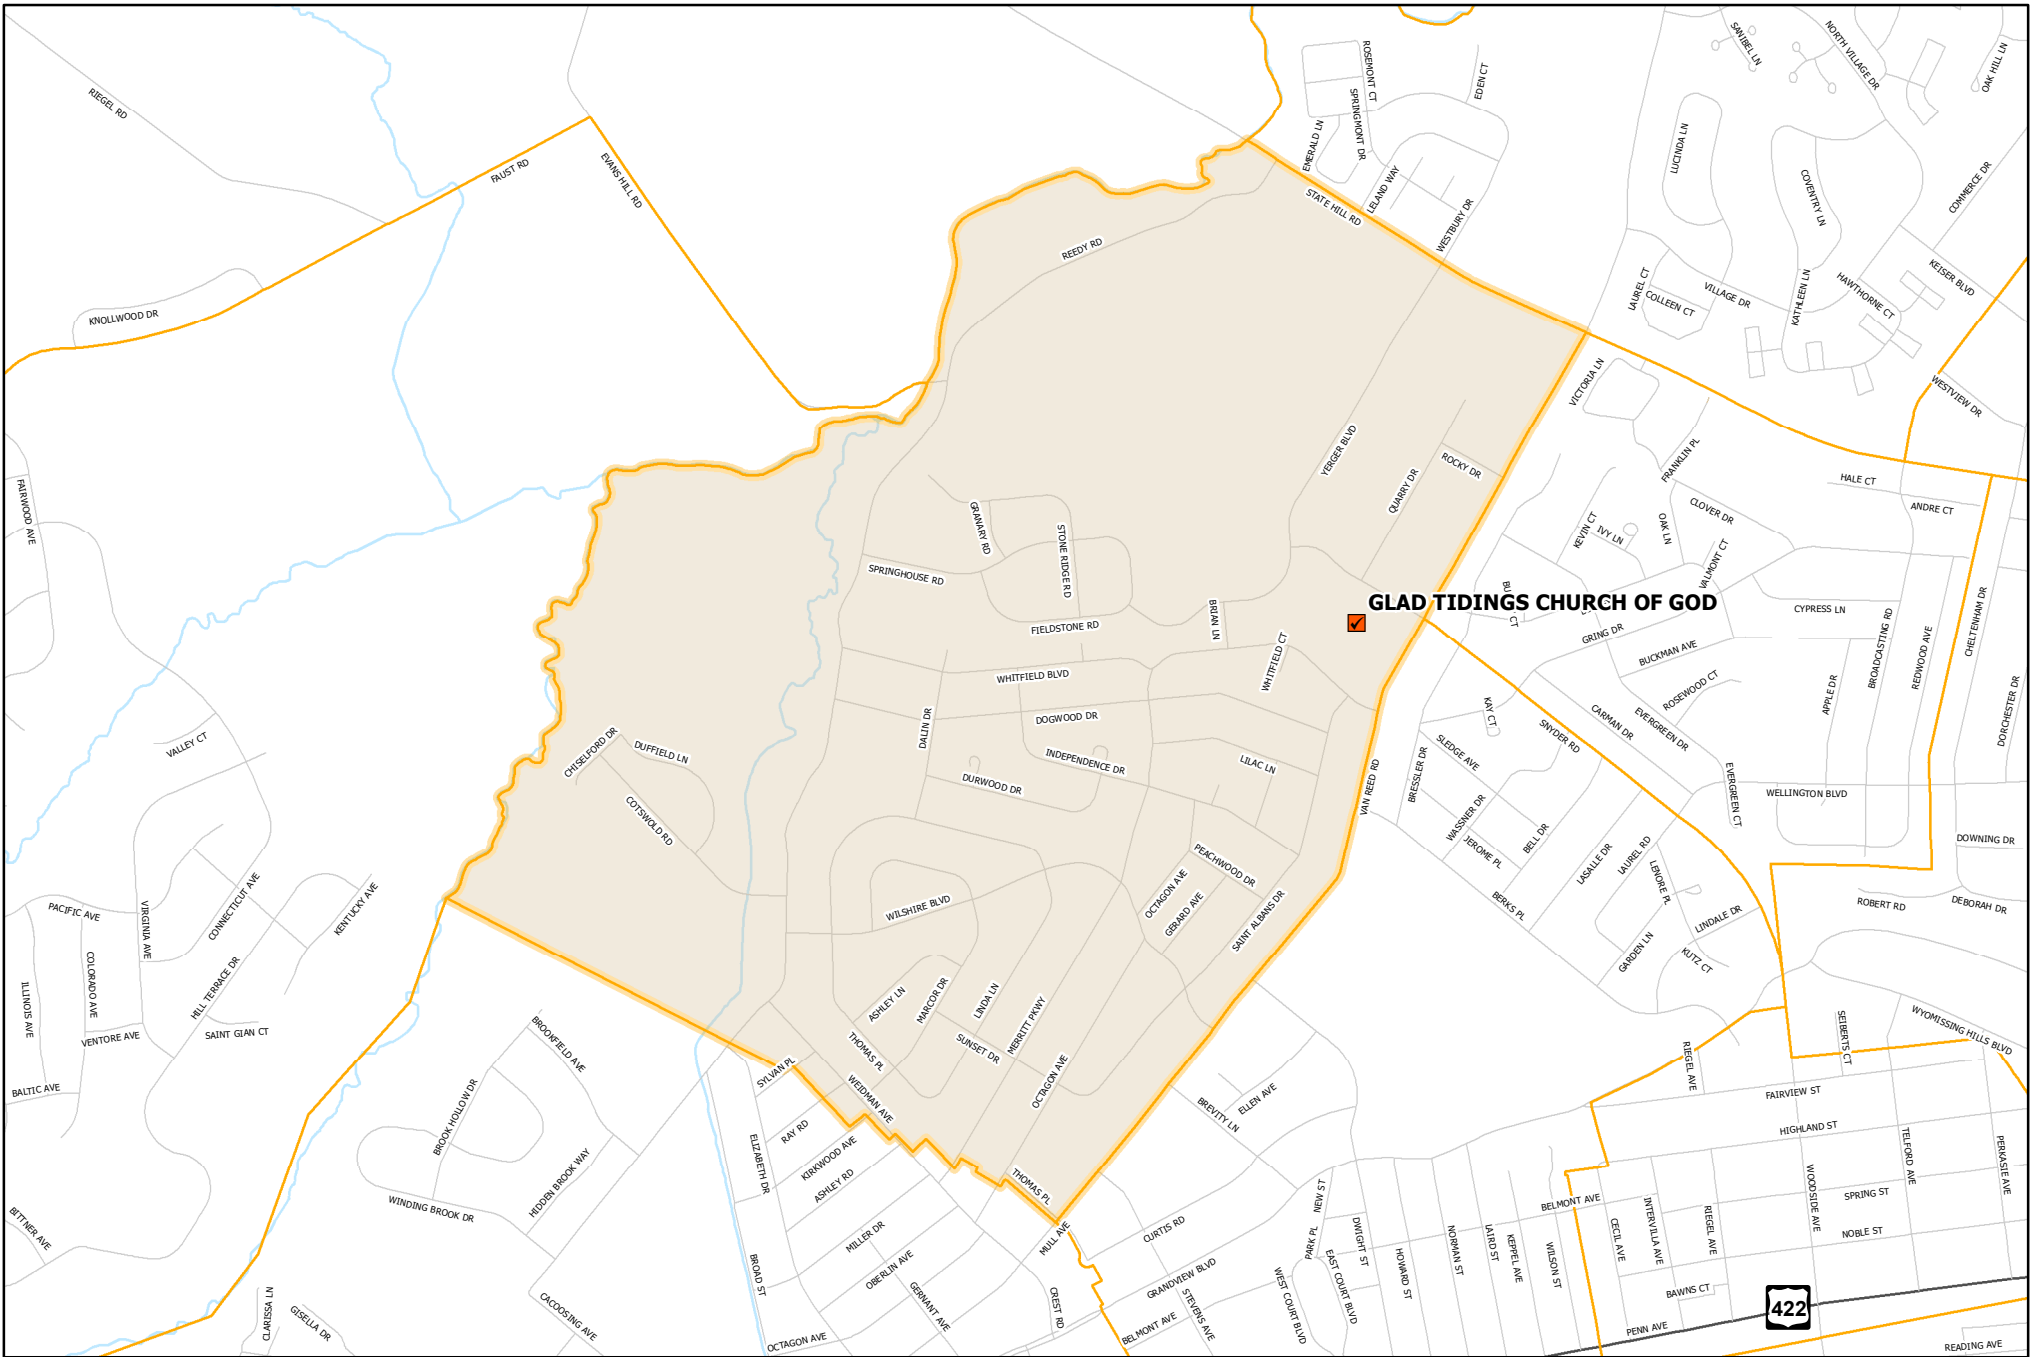 RIEGEL RD
FAUST RD
EVANS HILL RD
KNOLLWOOD DR
ROSEMONT CT
SPRINGMONT DR
EMERALD LN
EDEN CT
LELAND WAY
STATE HILL RD
WESTBURY DR
REEDY RD
SANIBEL LN
NORTH VILLAGE DR
OAK HILL LN
LUCINDA LN
COVENTRY LN
COMMERCE DR
KEISER BLVD
LAUREL CT
COLLEEN CT
VILLAGE DR
KATHLEEN LN
HAWTHORNE CT
WESTVIEW DR
VICTORIA LN
FRANKLIN PL
YERGER BLVD
QUARRY DR
ROCKY DR
HALE CT
ANDRE CT
CLOVER DR
KEVIN CT
IVY LN
OAK LN
VALMONT CT
FAIRWOOD AVE
GRANARY RD
STONE RIDGE RD
SPRINGHOUSE RD
FIELDSTONE RD
BRIAN LN
WHITFIELD CT
GLAD TIDINGS CHURCH OF GOD
GRING DR
CYPRESS LN
BUCKMAN AVE
BROADCASTING RD
REDWOOD AVE
CHELTENHAM DR
DORCHESTER DR
WHITFIELD BLVD
DOGWOOD DR
DALIN DR
ROSEWOOD CT
APPLE DR
KAY CT
SNYDER RD
CARMAN DR
EVERGREEN DR
VALLEY CT
CHISELFORD DR
DUFFIELD LN
COTSWOLD RD
INDEPENDENCE DR
DURWOOD DR
LILAC LN
VAN REED RD
BRESSLER DR
SLEDGE AVE
WASSNER DR
JEROME PL
BELL DR
EVERGREEN CT
WELLINGTON BLVD
DOWNING DR
LASALLE DR
LAUREL RD
LENORE PL
LINDALE DR
KUTZ CT
GARDEN LN
BERKS PL
ROBERT RD
DEBORAH DR
PEACHWOOD DR
OCTAGON AVE
GERARD AVE
SAINT ALBANS DR
WILSHIRE BLVD
PACIFIC AVE
VIRGINIA AVE
CONNECTICUT AVE
KENTUCKY AVE
COLORADO AVE
ILLINOIS AVE
HILL TERRACE DR
SAINT GIAN CT
VENTORE AVE
BALTIC AVE
BITTNER AVE
ASHLEY LN
MARCOR DR
LINDA LN
MERRITT PKWY
SUNSET DR
THOMAS PL
OCTAGON AVE
SYLVAN PL
WEIDMAN AVE
BROOKFIELD AVE
BROOK HOLLOW DR
HIDDEN BROOK WAY
WINDING BROOK DR
RAY RD
KIRKWOOD AVE
ASHLEY RD
ELIZABETH DR
MILLER DR
OBERLIN AVE
BROAD ST
GERNANT AVE
OCTAGON AVE
CACOOSING AVE
CLARISSA LN
GISELLA DR
THOMAS PL
MULL AVE
CREST RD
CURTIS RD
GRANDVIEW BLVD
BELMONT AVE
STEVENS AVE
BREVITY LN
ELLEN AVE
NEW ST
PARK PL
DWIGHT ST
EAST COURT BLVD
WEST COURT BLVD
HOWARD ST
NORMAN ST
LAIRD ST
KEPPEL AVE
WILSON ST
BELMONT AVE
CECIL AVE
INTERVILLA AVE
RIEGEL AVE
BAWNS CT
PENN AVE
422
READING AVE
NOBLE ST
SPRING ST
HIGHLAND ST
FAIRVIEW ST
RIEGEL AVE
SEIBERTS CT
WYOMISSING HILLS BLVD
WOODSIDE AVE
TELFORD AVE
PERKASIE AVE